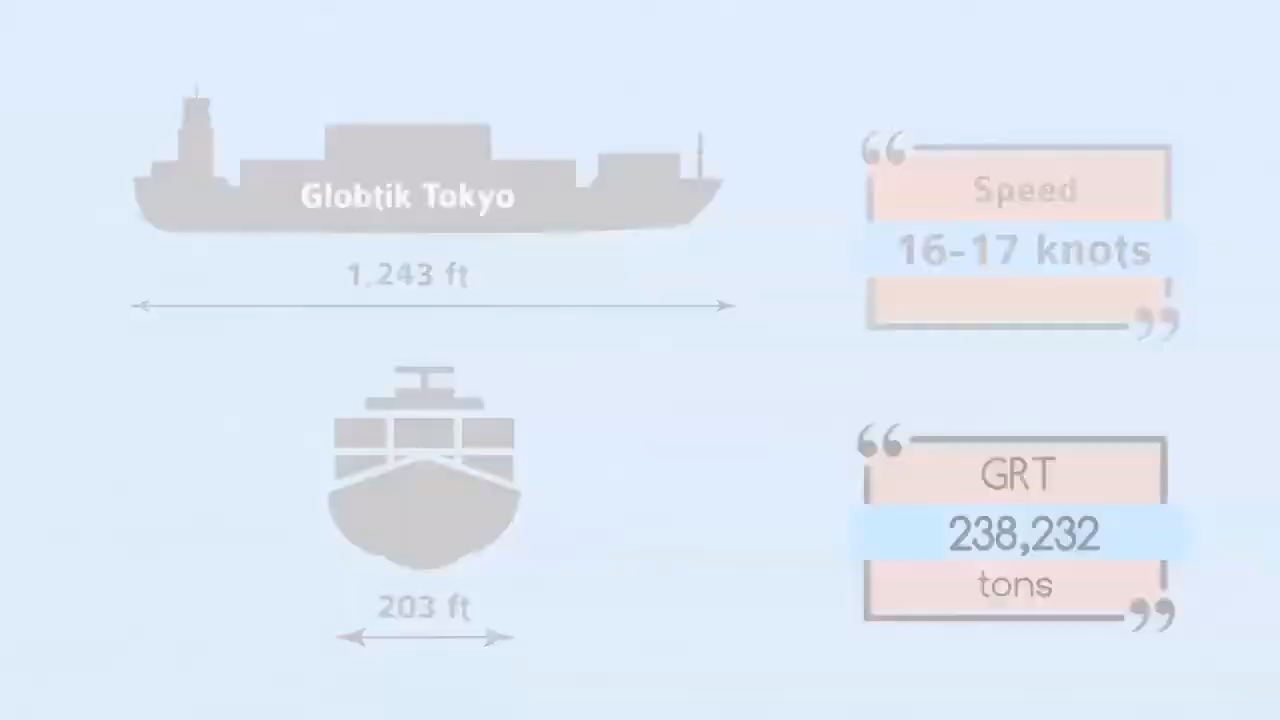 Globtik Tokyo
1,243 ft
203 ft
Speed
16-17 knots
GRT
238,232
tons